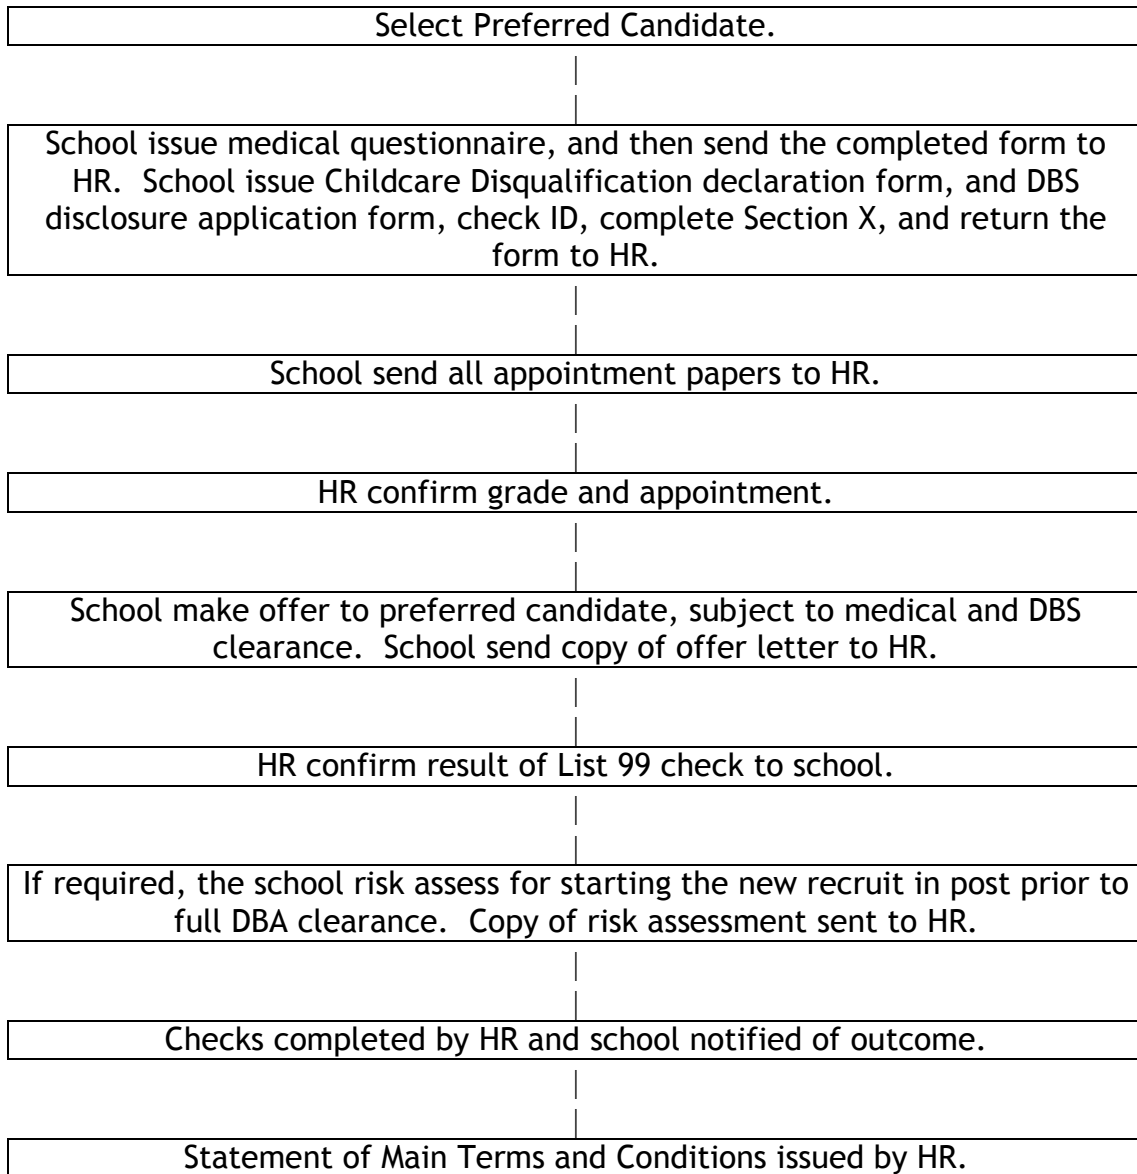 Select Preferred Candidate.
School issue medical questionnaire, and then send the completed form to
HR.  School issue Childcare Disqualification declaration form, and DBS
disclosure application form, check ID, complete Section X, and return the
form to HR.
School send all appointment papers to HR.
HR confirm grade and appointment.
School make offer to preferred candidate, subject to medical and DBS
clearance.  School send copy of offer letter to HR.
HR confirm result of List 99 check to school.
If required, the school risk assess for starting the new recruit in post prior to
full DBA clearance.  Copy of risk assessment sent to HR.
Checks completed by HR and school notified of outcome.
Statement of Main Terms and Conditions issued by HR.